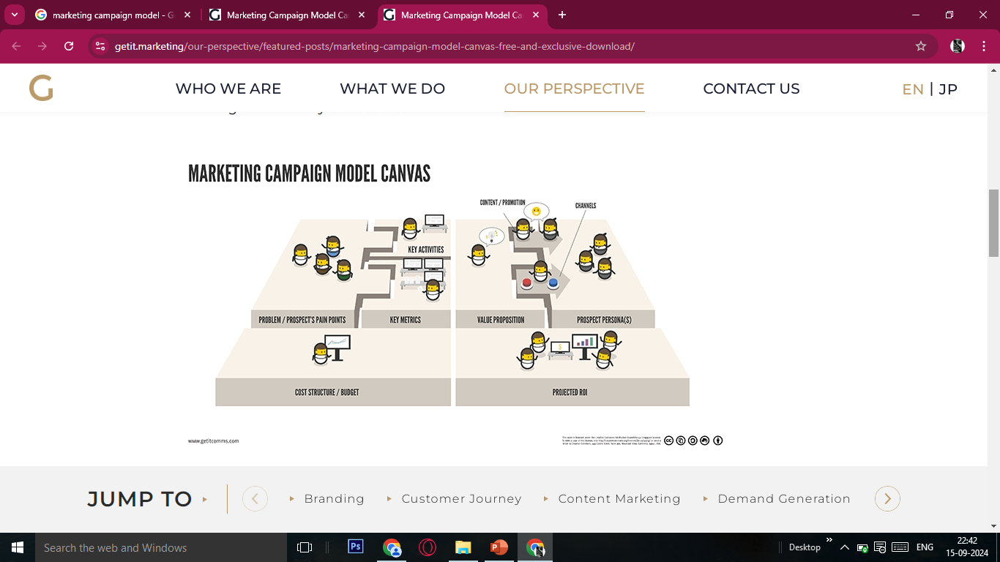 marketing campaign model - G
Marketing Campaign Model Ca
Marketing Campaign Model Ca
getit.marketing/our-perspective/featured-posts/marketing-campaign-model-canvas-free-and-exclusive-download/
G
WHO WE ARE
WHAT WE DO
OUR PERSPECTIVE
CONTACT US
EN | JP
MARKETING CAMPAIGN MODEL CANVAS
CONTENT / PROMOTION
CHANNELS
KEY ACTIVITIES
PROBLEM / PROSPECT'S PAIN POINTS
KEY METRICS
VALUE PROPOSITION
PROSPECT PERSONA(S)
COST STRUCTURE / BUDGET
PROJECTED ROI
www.getitcomms.com
JUMP TO
Branding
Customer Journey
Content Marketing
Demand Generation
Search the web and Windows
Ps
Desktop
ENG
22:42
15-09-2024